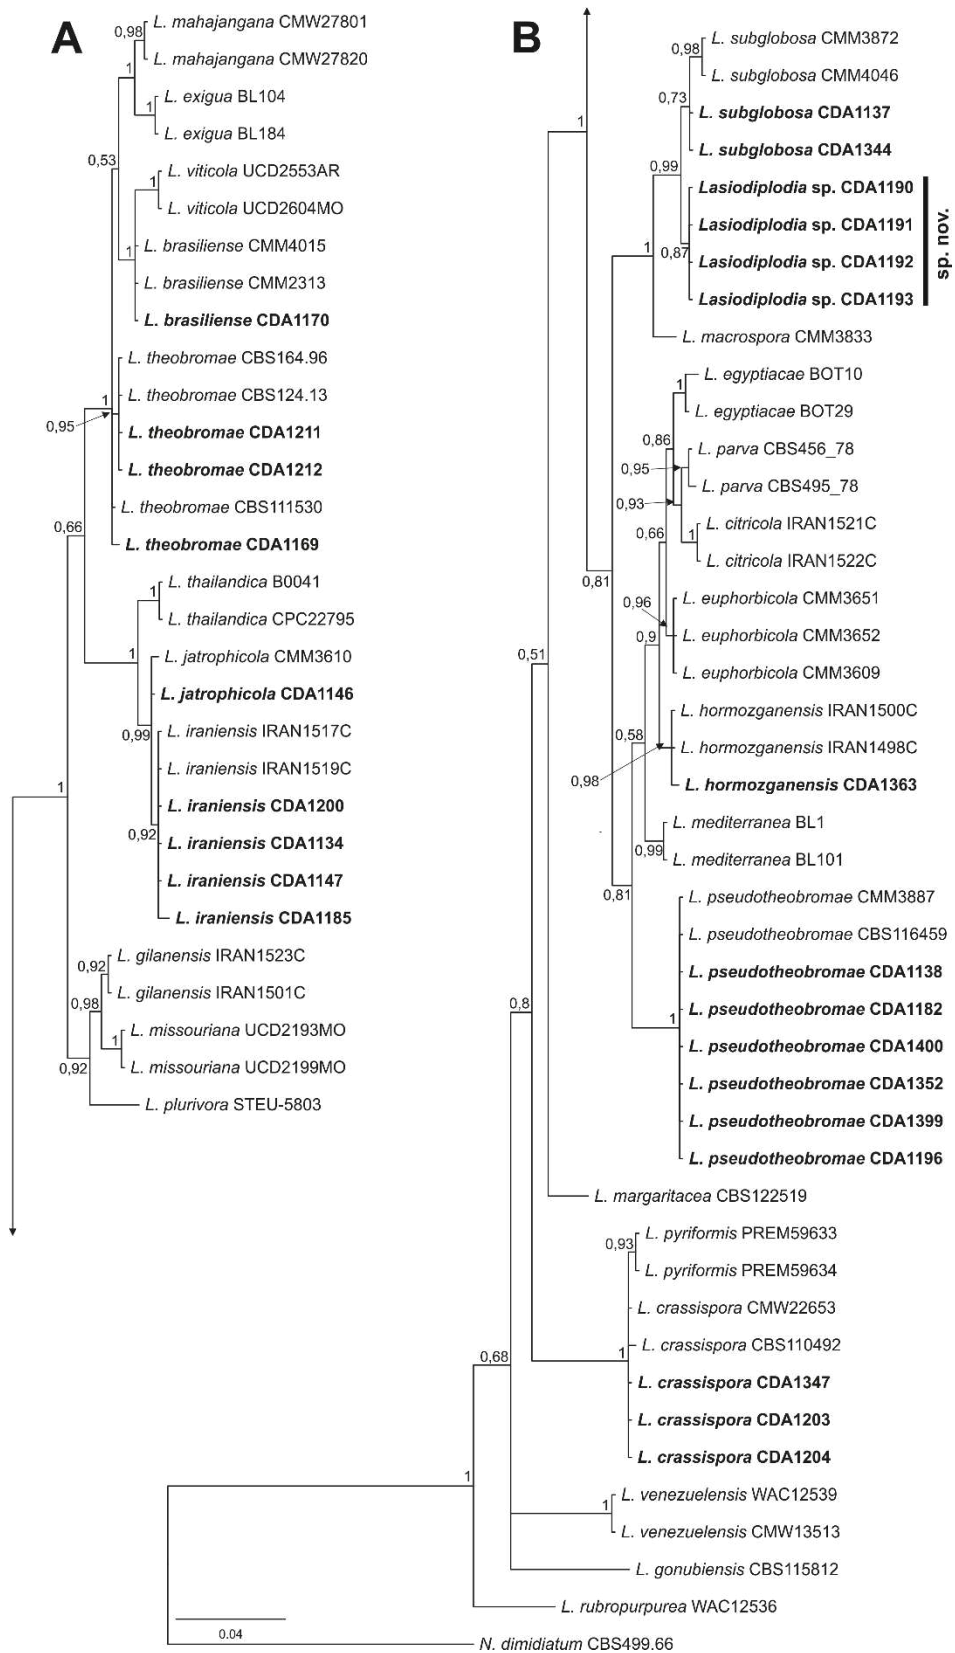 A
0,98
L. mahajangana CMW27801
L. mahajangana CMW27820
1
1
L. exigua BL104
L. exigua BL184
0,53
1
L. viticola UCD2553AR
L. viticola UCD2604MO
1
L. brasiliense CMM4015
L. brasiliense CMM2313
L. brasiliense CDA1170
L. theobromae CBS164.96
L. theobromae CBS124.13
1
0,95
L. theobromae CDA1211
L. theobromae CDA1212
L. theobromae CBS111530
0,66
L. theobromae CDA1169
1
L. thailandica B0041
L. thailandica CPC22795
1
L. jatrophicola CMM3610
L. jatrophicola CDA1146
0,99
L. iraniensis IRAN1517C
L. iraniensis IRAN1519C
1
L. iraniensis CDA1200
0,92
L. iraniensis CDA1134
L. iraniensis CDA1147
L. iraniensis CDA1185
L. gilanensis IRAN1523C
0,92
L. gilanensis IRAN1501C
0,98
1
L. missouriana UCD2193MO
L. missouriana UCD2199MO
0,92
L. plurivora STEU-5803
B
0,98
L. subglobosa CMM3872
L. subglobosa CMM4046
0,73
L. subglobosa CDA1137
1
L. subglobosa CDA1344
0,99
Lasiodiplodia sp. CDA1190
Lasiodiplodia sp. CDA1191
1
0,87
Lasiodiplodia sp. CDA1192
Lasiodiplodia sp. CDA1193
sp. nov.
L. macrospora CMM3833
1
L. egyptiacae BOT10
L. egyptiacae BOT29
0,86
L. parva CBS456_78
0,95
L. parva CBS495_78
0,93
L. citricola IRAN1521C
0,66
1
L. citricola IRAN1522C
0,81
L. euphorbicola CMM3651
0,96
L. euphorbicola CMM3652
0,9
0,51
L. euphorbicola CMM3609
L. hormozganensis IRAN1500C
0,58
L. hormozganensis IRAN1498C
0,98
L. hormozganensis CDA1363
L. mediterranea BL1
0,99
L. mediterranea BL101
0,81
L. pseudotheobromae CMM3887
L. pseudotheobromae CBS116459
L. pseudotheobromae CDA1138
0,8
L. pseudotheobromae CDA1182
1
L. pseudotheobromae CDA1400
L. pseudotheobromae CDA1352
L. pseudotheobromae CDA1399
L. pseudotheobromae CDA1196
L. margaritacea CBS122519
L. pyriformis PREM59633
0,93
L. pyriformis PREM59634
L. crassispora CMW22653
L. crassispora CBS110492
1
0,68
L. crassispora CDA1347
L. crassispora CDA1203
L. crassispora CDA1204
1
L. venezuelensis WAC12539
1
L. venezuelensis CMW13513
L. gonubiensis CBS115812
L. rubropurpurea WAC12536
0.04
N. dimidiatum CBS499.66